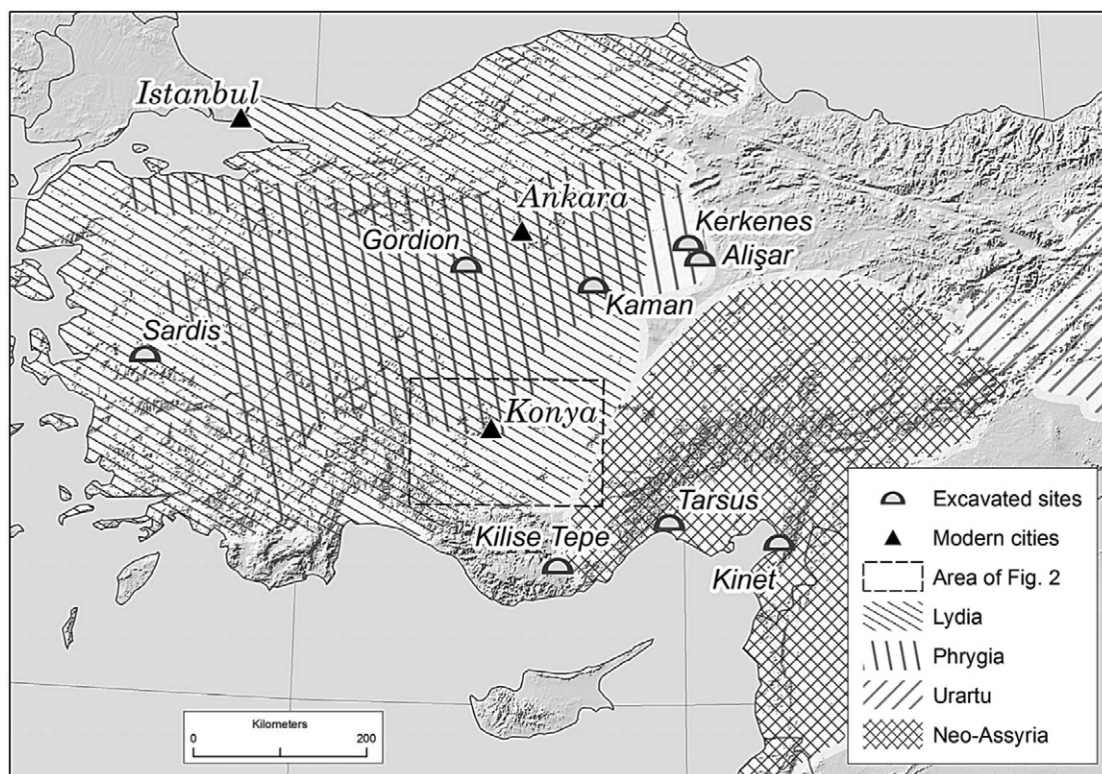 Istanbul
Ankara
Kerkenes
Gordion
Alişar
Kaman
Sardis
Konya
Tarsus
Kilise Tepe
Kinet
Excavated sites
Modern cities
Area of Fig. 2
Lydia
Phrygia
Urartu
Neo-Assyria
Kilometers
0 100 200